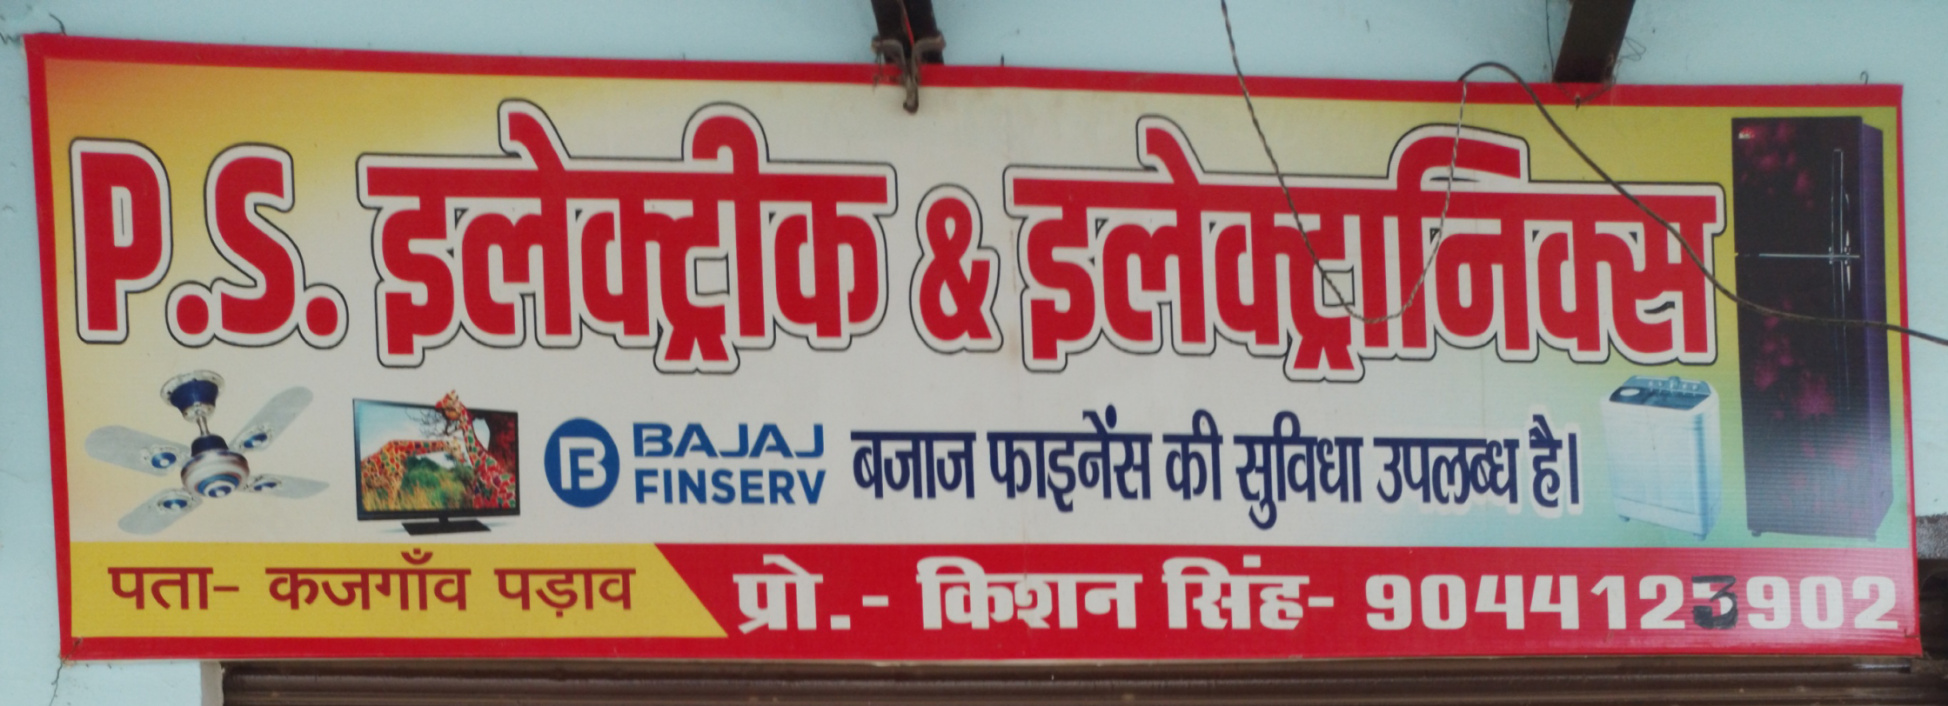 P.S. इलेक्ट्रीक & इलेक्ट्रानिक्स
BAJAJ FINSERV बजाज फाइनेंस की सुविधा उपलब्ध है।
पता- कजगाँव पड़ाव प्रो.- किशन सिंह- 9044123902